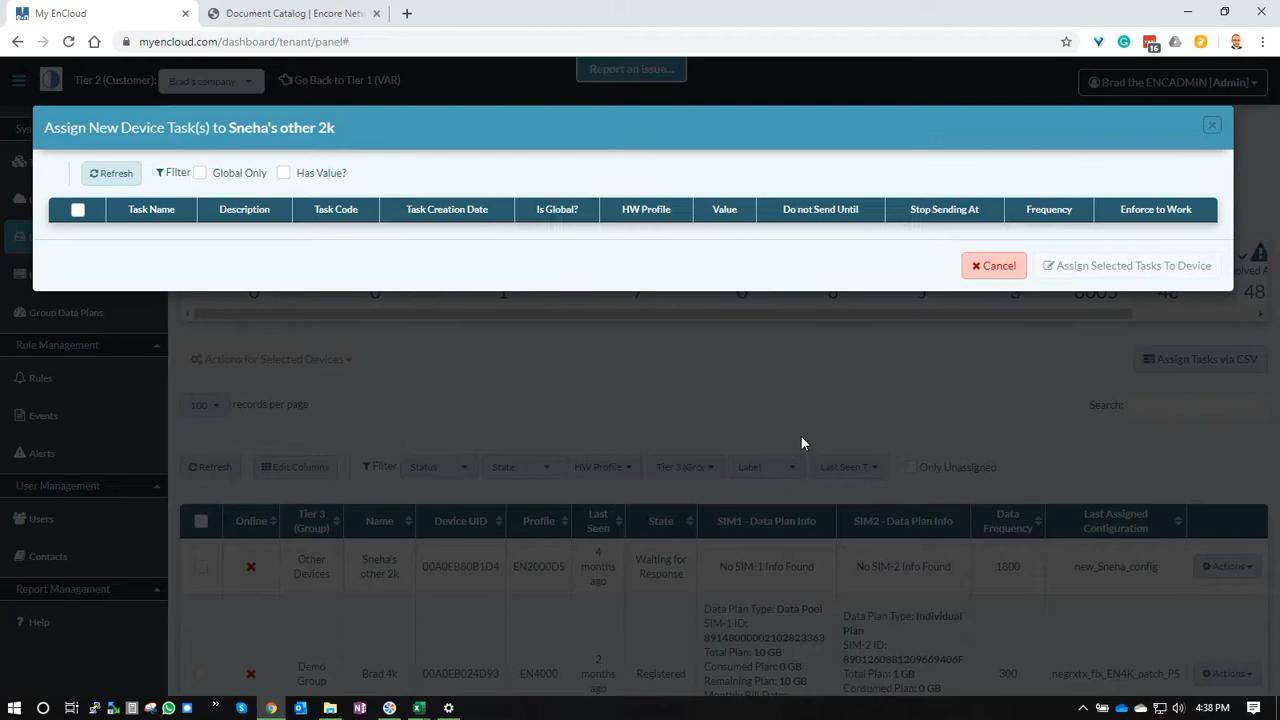 My EnCloud
Document Catalog | Encore Net
myencloud.com/dashboard/tenant/panel#
16
Tier 2 (Customer):
Brad's company
Go Back to Tier 1 (VAR)
Report an issue...
Brad the ENCADMIN [Admin]
Assign New Device Task(s) to Sneha's other 2k
Refresh
Filter
Global Only
Has Value?
Task Name
Description
Task Code
Task Creation Date
Is Global?
HW Profile
Value
Do not Send Until
Stop Sending At
Frequency
Enforce to Work
Cancel
Assign Selected Tasks To Device
48
48
Group Data Plans
Rule Management
Actions for Selected Devices
Assign Tasks via CSV
Rules
100
records per page
Search:
Events
Alerts
Refresh
Edit Columns
Filter
Status
State
HW Profile
Tier 3 (Grou
Label
Last Seen T
Only Unassigned
User Management
Users
Online
Tier 3 (Group)
Name
Device UID
Profile
Last Seen
State
SIM1 - Data Plan Info
SIM2 - Data Plan Info
Data Frequency
Last Assigned Configuration
Contacts
Other Devices
Sneha's other 2k
00A0EB80B1D4
EN2000D5
4 months ago
Waiting for Response
No SIM-1 Info Found
No SIM-2 Info Found
1800
new_Sneha_config
Actions
Report Management
Help
Demo Group
Brad 4k
00A0EB024D93
EN4000
2 months ago
Registered
Data Plan Type: Data Pool
SIM-1 ID:
89148000002102823363
Total Plan: 10 GB
Consumed Plan: 0 GB
Remaining Plan: 10 GB
Data Plan Type: Individual Plan
SIM-2 ID:
8901260881209669406F
Total Plan: 1 GB
Consumed Plan: 0 GB
300
negrxtx_fix_EN4K_patch_P5
Actions
4:38 PM